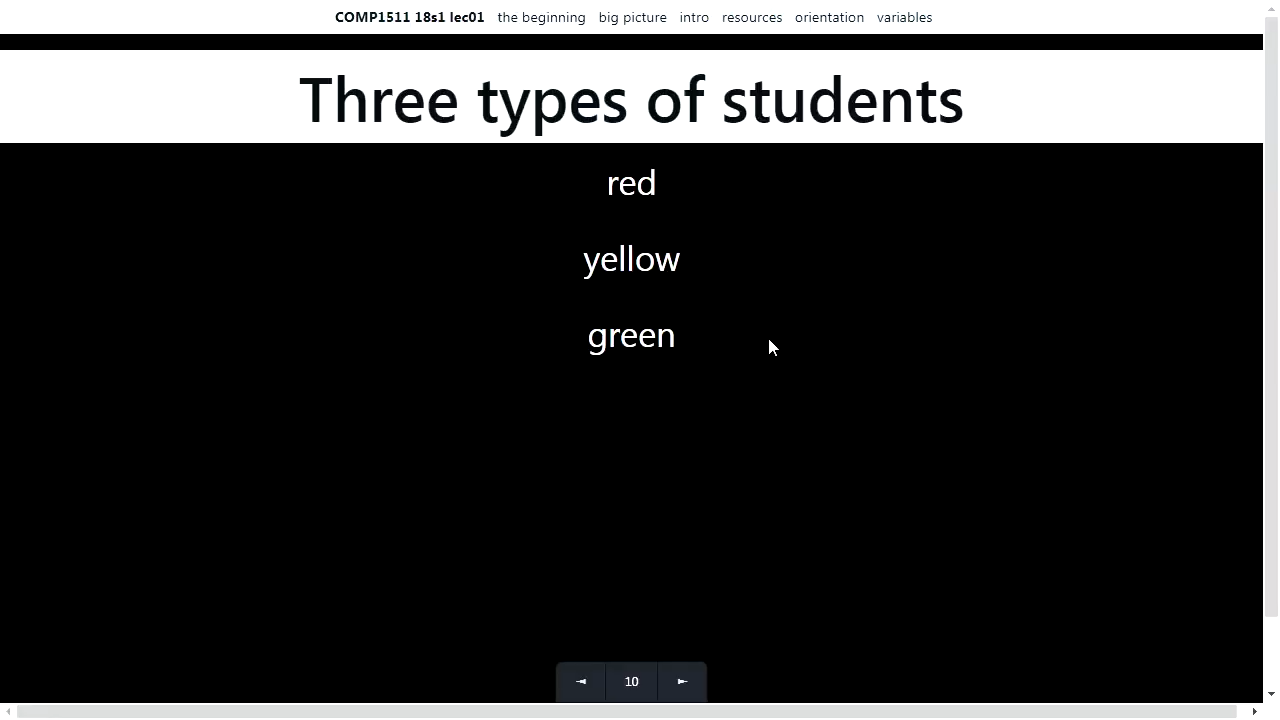 COMP1511 18s1 lec01 the beginning big picture intro resources orientation variables
Three types of students
red
yellow
green
10